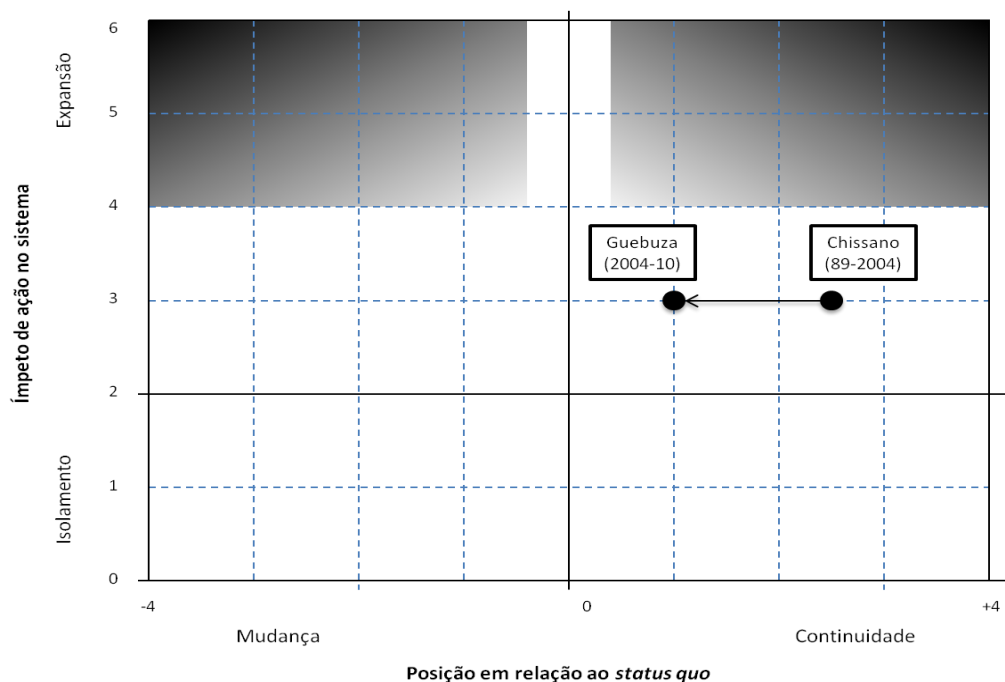 6
Expansão
5
4
Guebuza
(2004-10)
Chissano
(89-2004)
Ímpeto de ação no sistema
3
2
Isolamento
1
0
-4
0
+4
Mudança
Continuidade
Posição em relação ao status quo